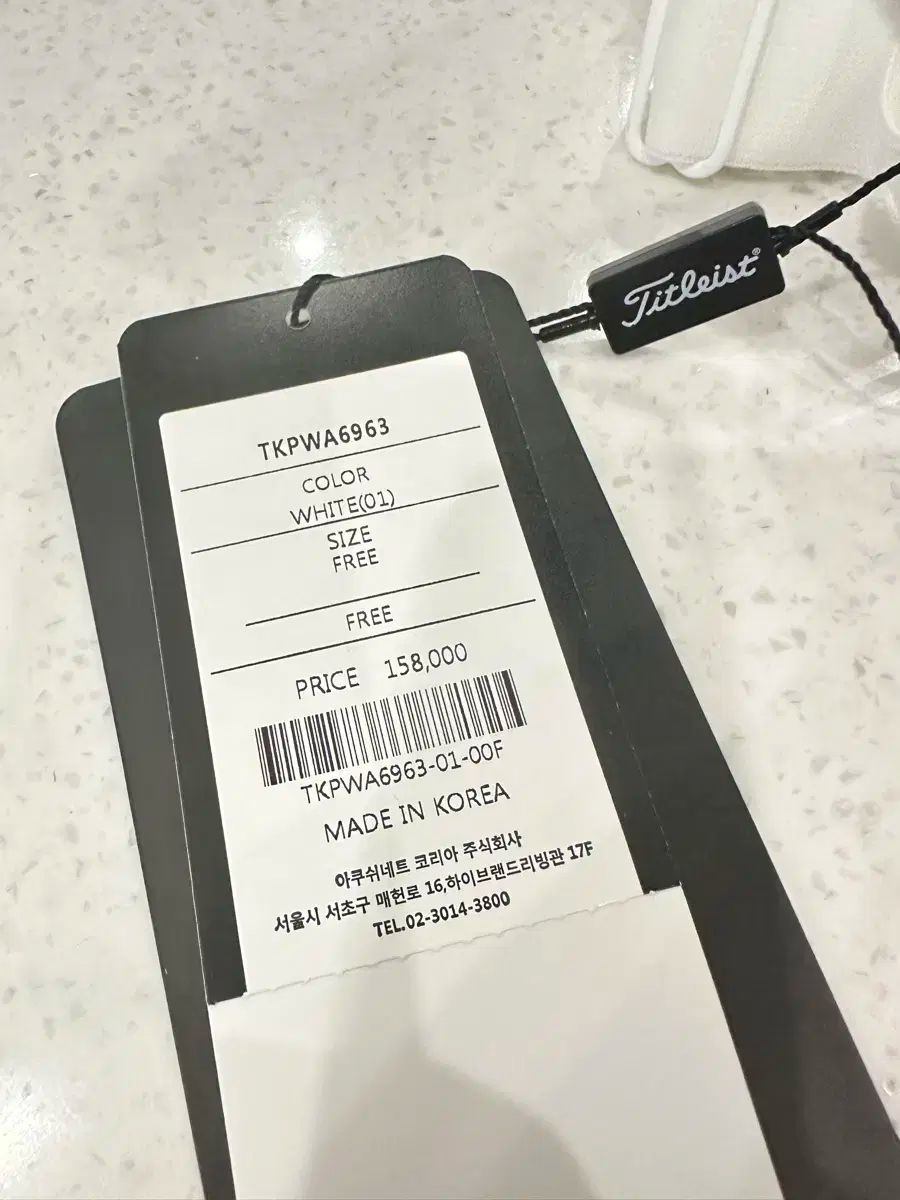 Titleist®
TKPWA6963
COLOR
WHITE(01)
SIZE
FREE
FREE
PRICE 158,000
TKPWA6963-01-00F
MADE IN KOREA
아쿠쉬네트 코리아 주식회사
서울시 서초구 매헌로 16,하이브랜드리빙관 17F
TEL.02-3014-3800